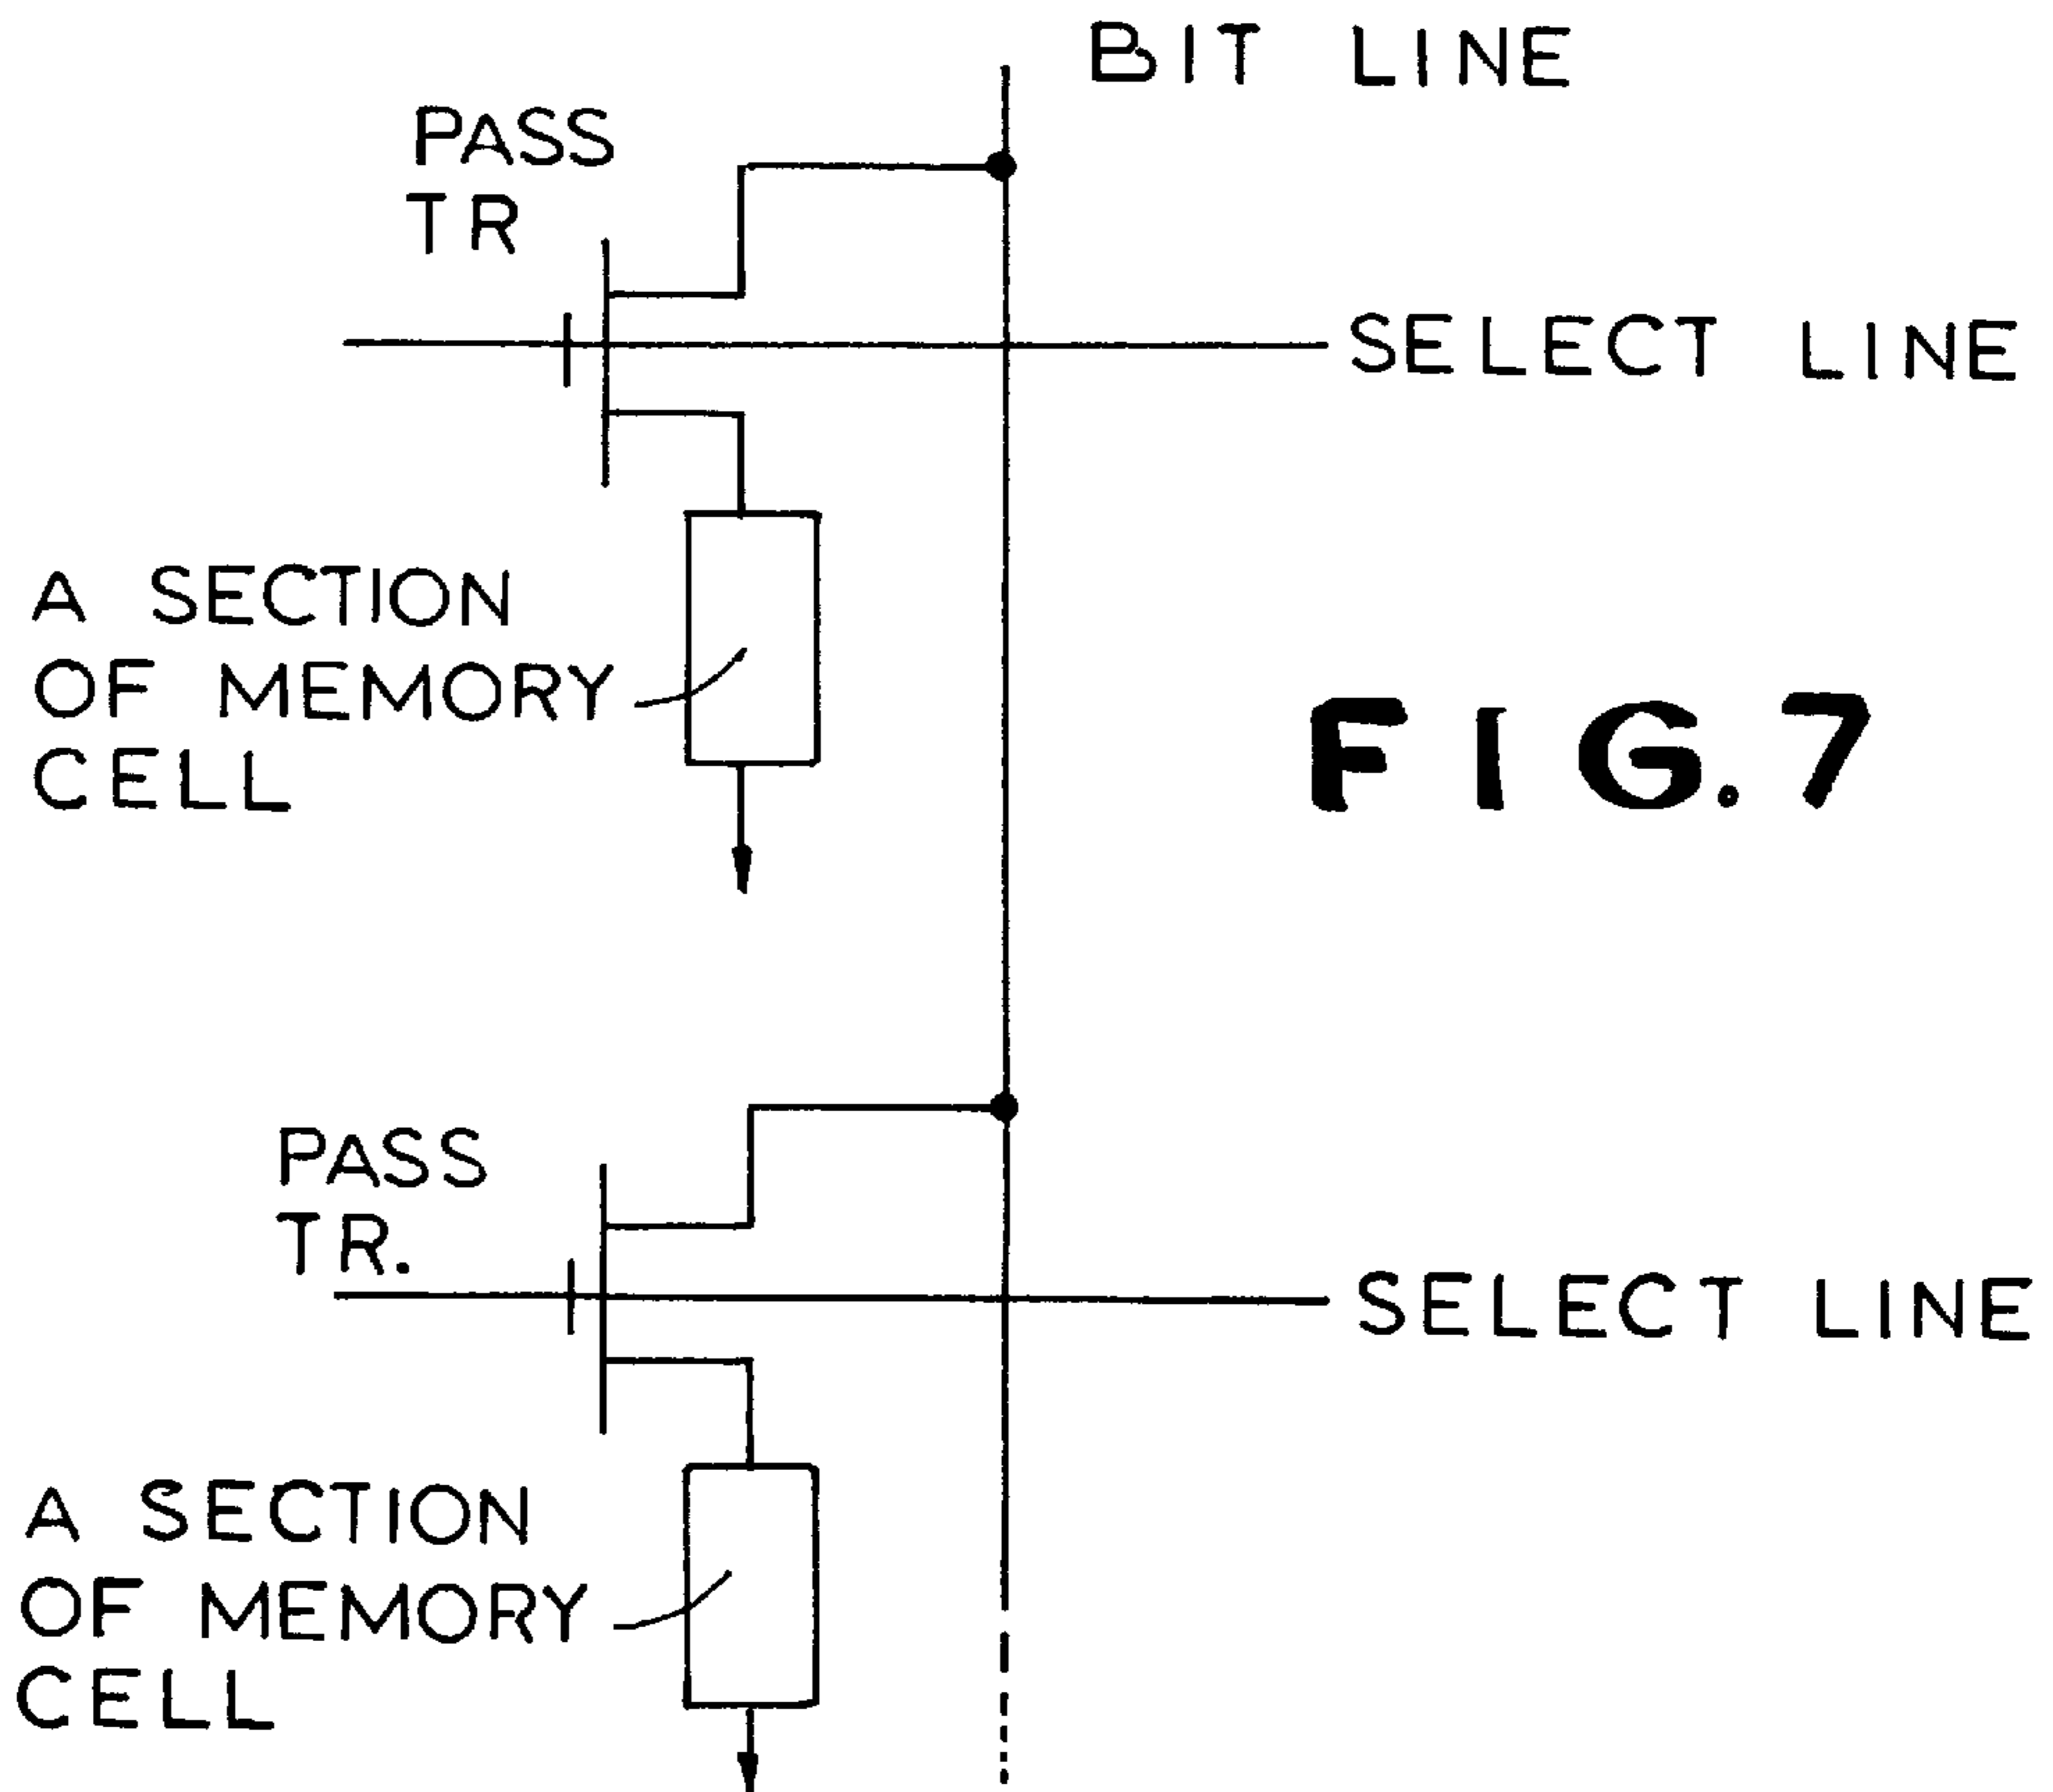 BIT LINE
PASS
TR
SELECT LINE
A SECTION
OF MEMORY
CELL
FIG.7
PASS
TR.
SELECT LINE
A SECTION
OF MEMORY
CELL